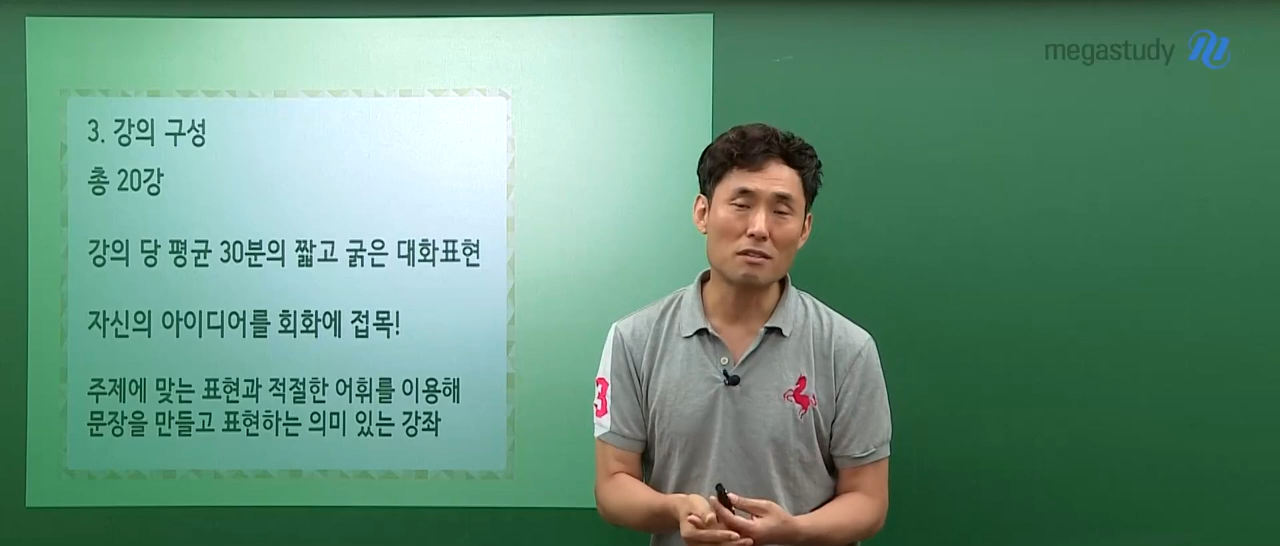 megastudy
3. 강의 구성
총 20강
강의 당 평균 30분의 짧고 굵은 대화표현
자신의 아이디어를 회화에 접목!
주제에 맞는 표현과 적절한 어휘를 이용해
문장을 만들고 표현하는 의미 있는 강좌
3